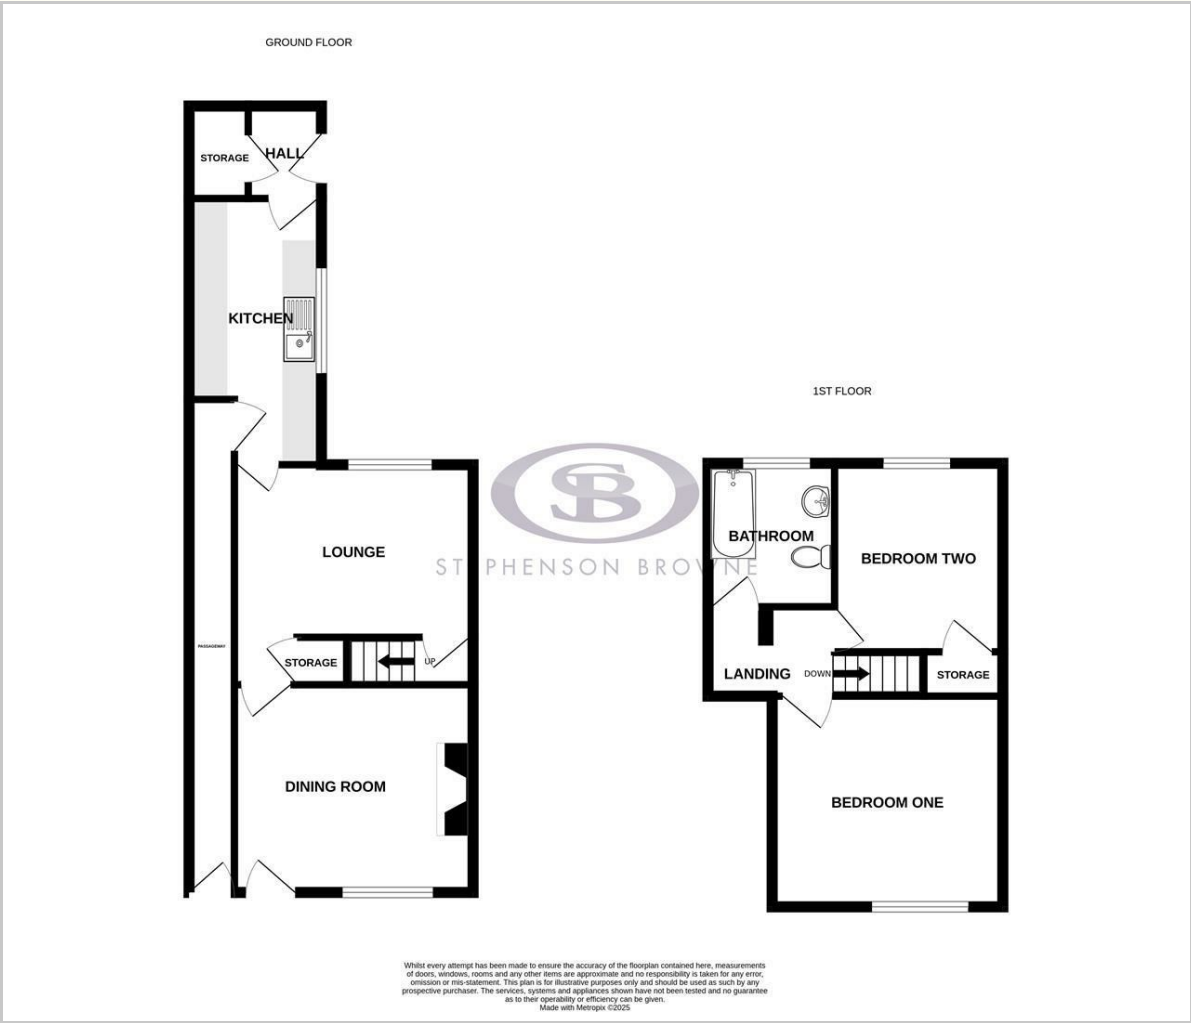 GROUND FLOOR
STORAGE
HALL
KITCHEN
1ST FLOOR
LOUNGE
STEPHENSON BROWNE
SB
BATHROOM
BEDROOM TWO
PASSAGEWAY
STORAGE
UP
LANDING
DOWN
STORAGE
DINING ROOM
BEDROOM ONE
Whilst every attempt has been made to ensure the accuracy of the floorplan contained here, measurements
of doors, windows, rooms and any other items are approximate and no responsibility is taken for any error,
omission or mis-statement. This plan is for illustrative purposes only and should be used as such by any
prospective purchaser. The services, systems and appliances shown have not been tested and no guarantee
as to their operability or efficiency can be given.
Made with Metropix ©2025